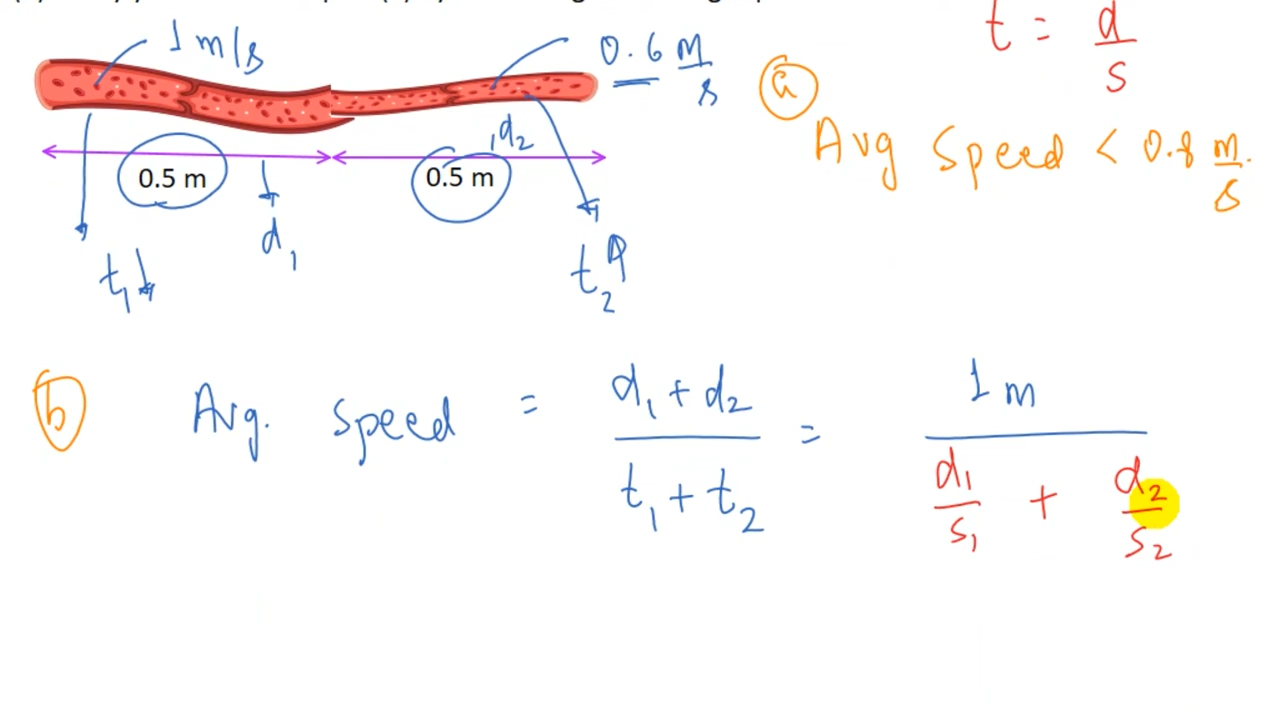 1 m/s
0.6 m/s
t = d/s
(a)
Avg Speed < 0.8 m/s.
0.5 m
0.5 m
d2
d1
t1↓
t2↑
(b) Avg. Speed = (d1 + d2)/(t1 + t2) = 1 m/(d1/s1 + d2/s2)